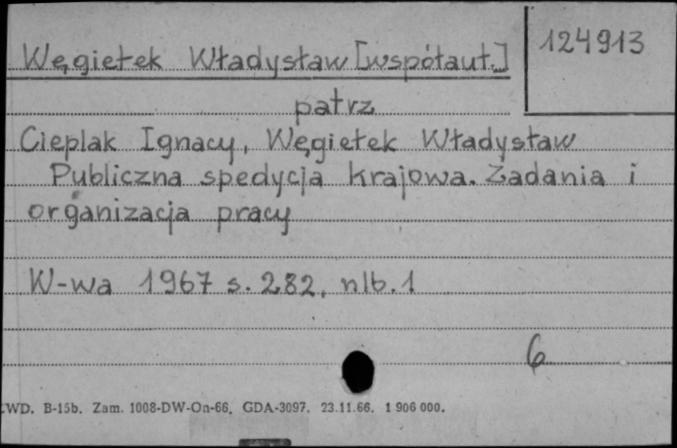 Węgiełek Władysław [współaut.]
124913
patrz
Cieplak Ignacy, Węgiełek Władysław
Publiczna spedycja krajowa. Zadania i
organizacja pracy
W-wa 1967 s. 282, nlb. 1
6
CWD. B-15b. Zam. 1008-DW-On-66. GDA-3097. 23.11.66. 1 906 000.